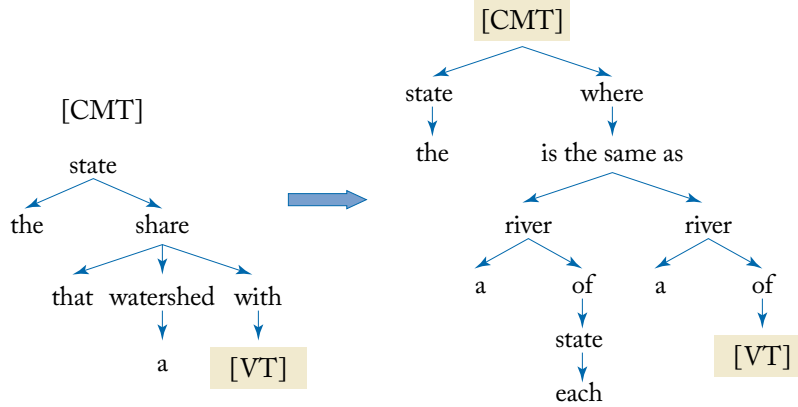 [CMT]
state
the share
that watershed with
a [VT]
[CMT]
state where
the is the same as
river river
a of a of
state [VT]
each